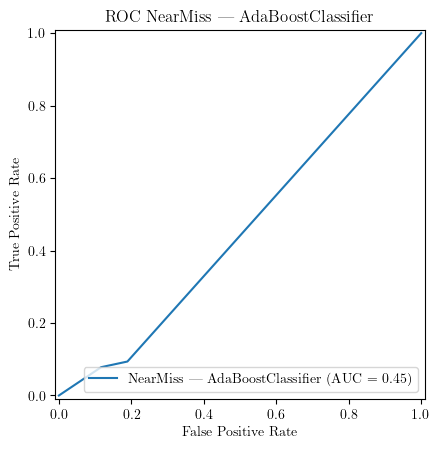 ROC NearMiss — AdaBoostClassifier
1.0
0.8
0.6
0.4
0.2
0.0
True Positive Rate
NearMiss — AdaBoostClassifier (AUC = 0.45)
0.0 0.2 0.4 0.6 0.8 1.0
False Positive Rate